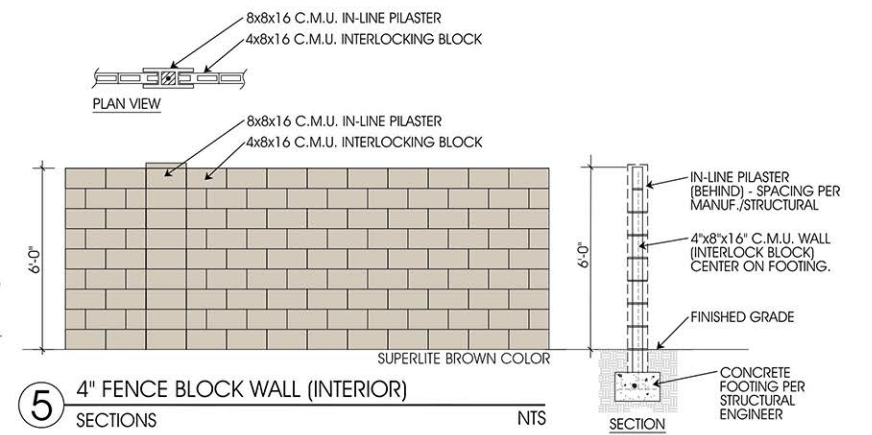 8x8x16 C.M.U. IN-LINE PILASTER
4x8x16 C.M.U. INTERLOCKING BLOCK
PLAN VIEW
8x8x16 C.M.U. IN-LINE PILASTER
4x8x16 C.M.U. INTERLOCKING BLOCK
6'-0"
6'-0"
IN-LINE PILASTER
(BEHIND) - SPACING PER
MANUF./STRUCTURAL
4"x8"x16" C.M.U. WALL
(INTERLOCK BLOCK)
CENTER ON FOOTING.
FINISHED GRADE
SUPERLITE BROWN COLOR
CONCRETE
FOOTING PER
STRUCTURAL
ENGINEER
5
4" FENCE BLOCK WALL (INTERIOR)
SECTIONS
NTS
SECTION